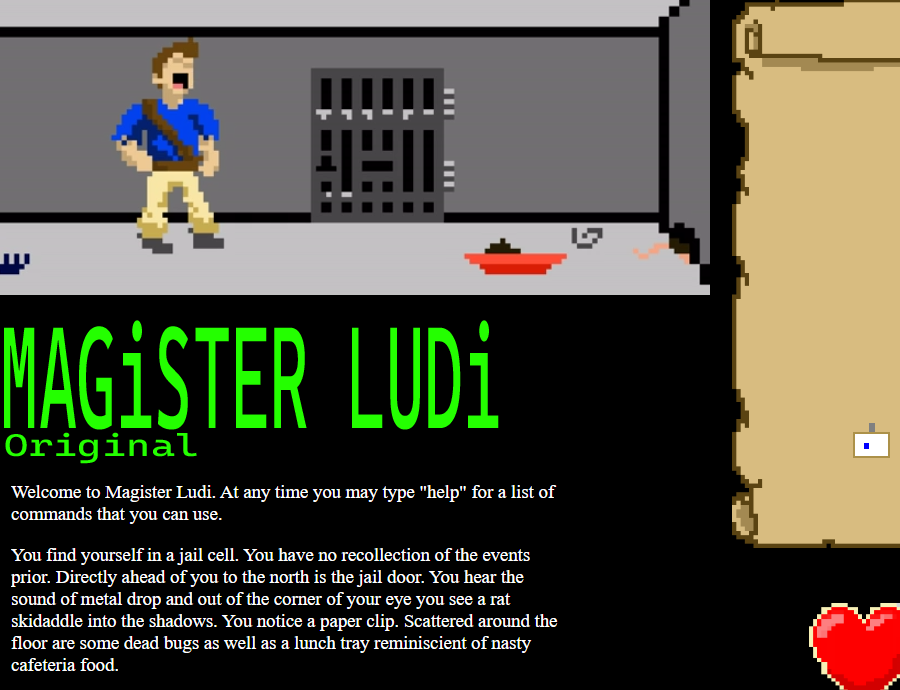 MAGiSTER LUDi
Original
Welcome to Magister Ludi. At any time you may type "help" for a list of
commands that you can use.
You find yourself in a jail cell. You have no recollection of the events
prior. Directly ahead of you to the north is the jail door. You hear the
sound of metal drop and out of the corner of your eye you see a rat
skidaddle into the shadows. You notice a paper clip. Scattered around the
floor are some dead bugs as well as a lunch tray reminiscient of nasty
cafeteria food.